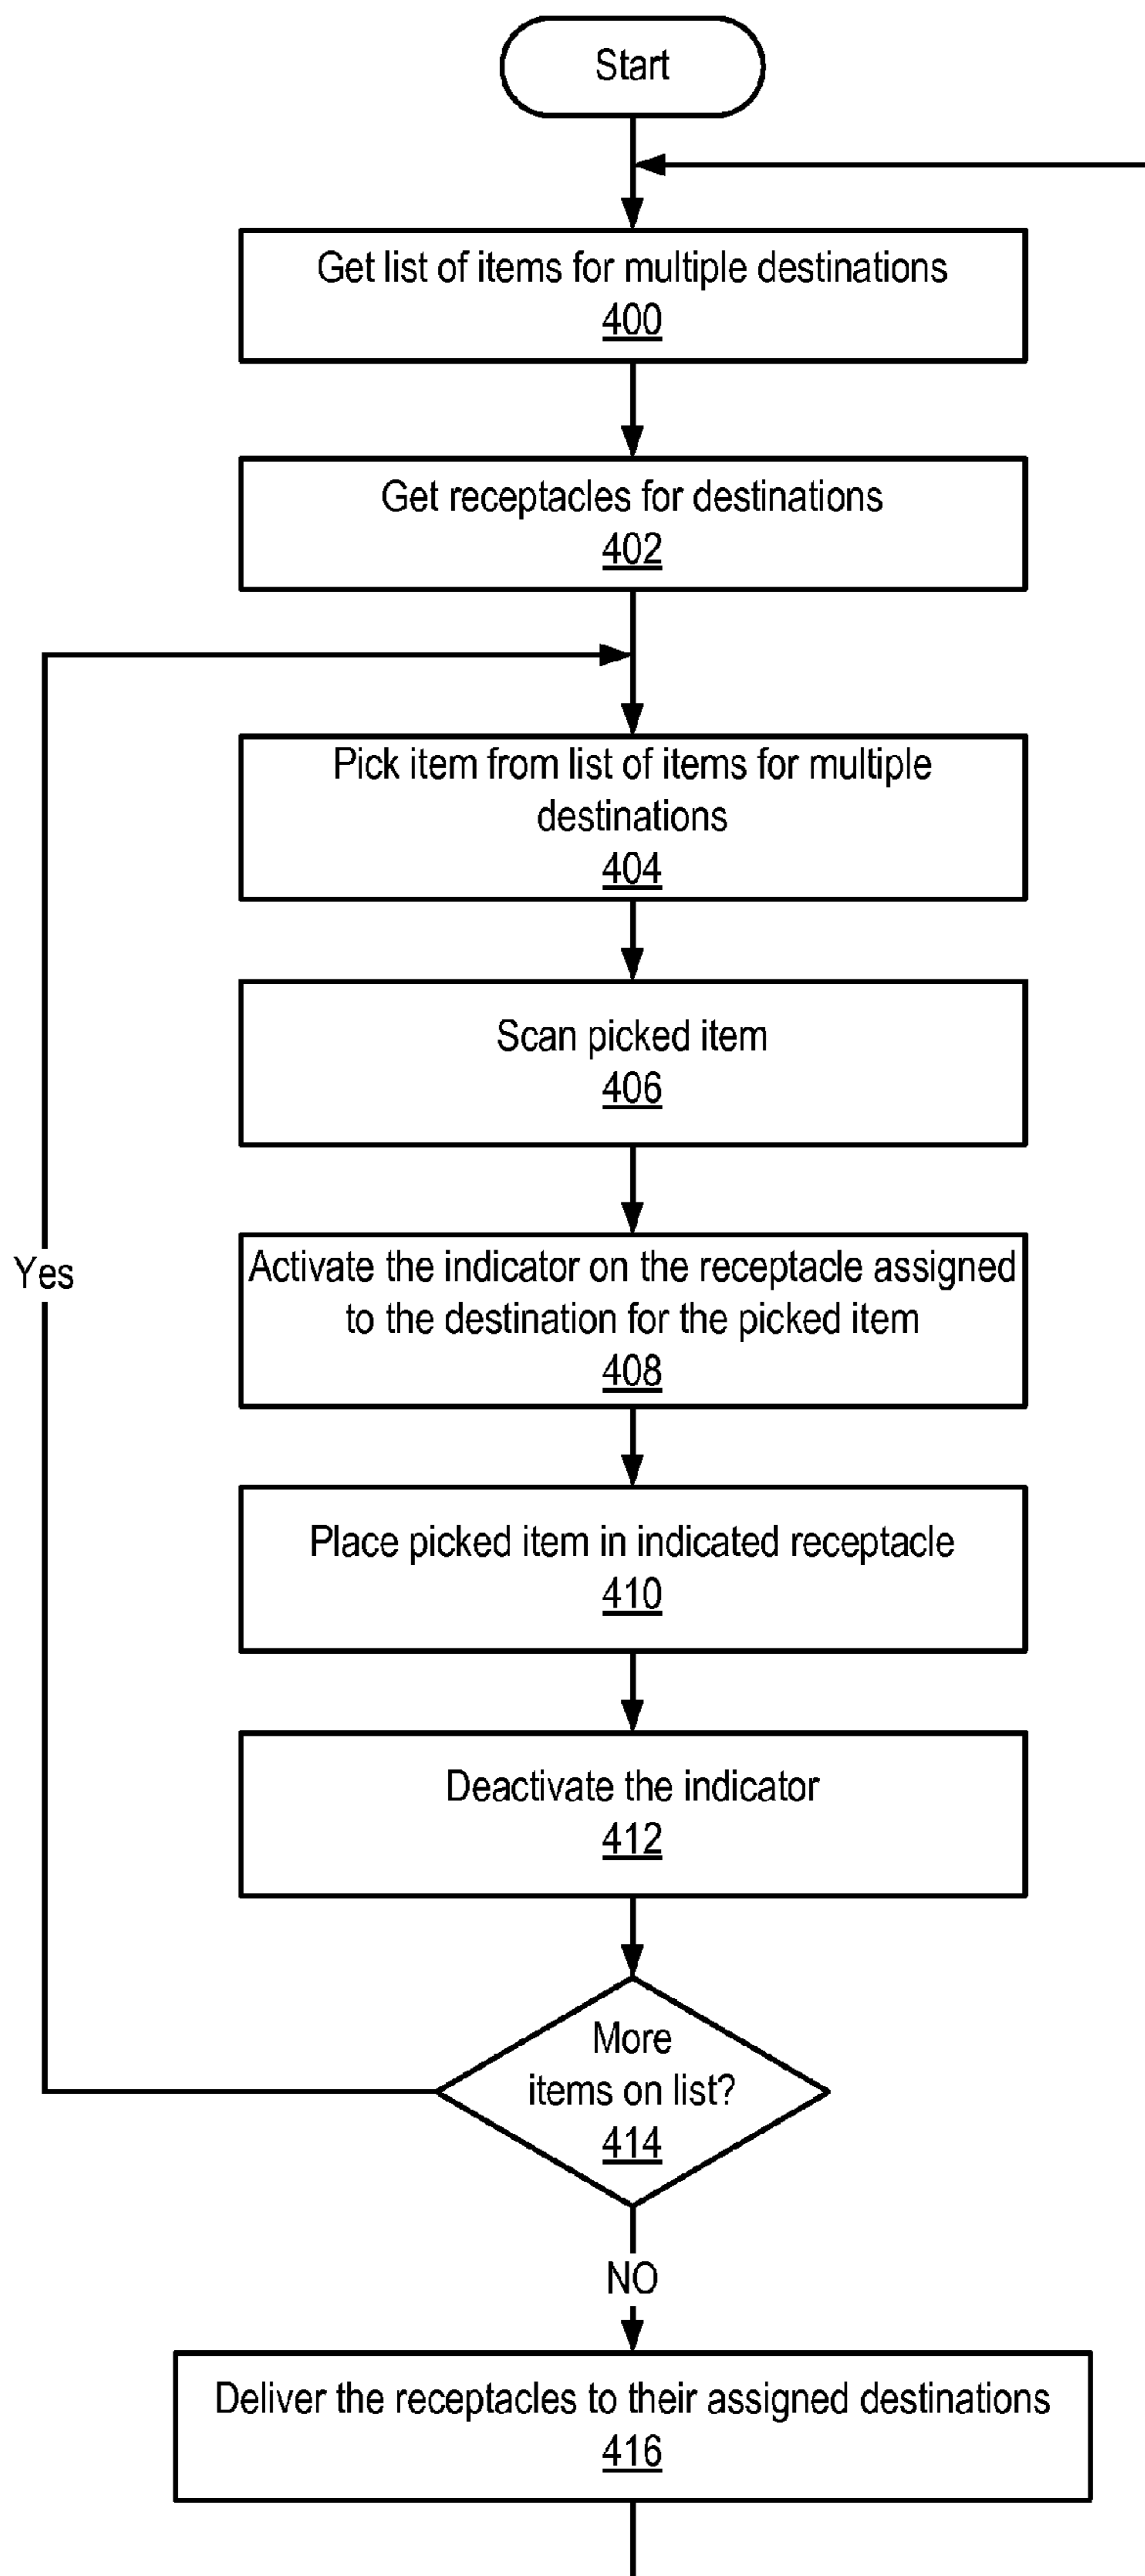 Start
Get list of items for multiple destinations
400
Get receptacles for destinations
402
Pick item from list of items for multiple
destinations
404
Scan picked item
406
Yes
Activate the indicator on the receptacle assigned
to the destination for the picked item
408
Place picked item in indicated receptacle
410
Deactivate the indicator
412
More
items on list?
414
NO
Deliver the receptacles to their assigned destinations
416